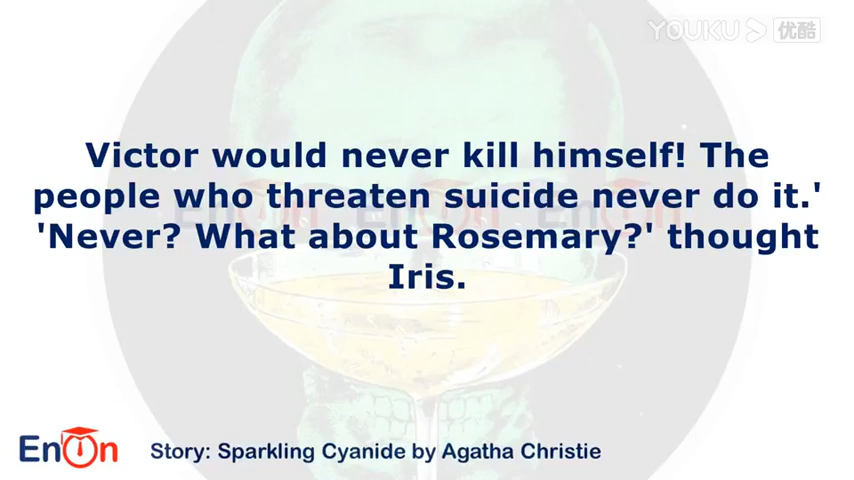 YOUKU 优酷
Victor would never kill himself! The
people who threaten suicide never do it.'
'Never? What about Rosemary?' thought
Iris.
EnOn
Story: Sparkling Cyanide by Agatha Christie